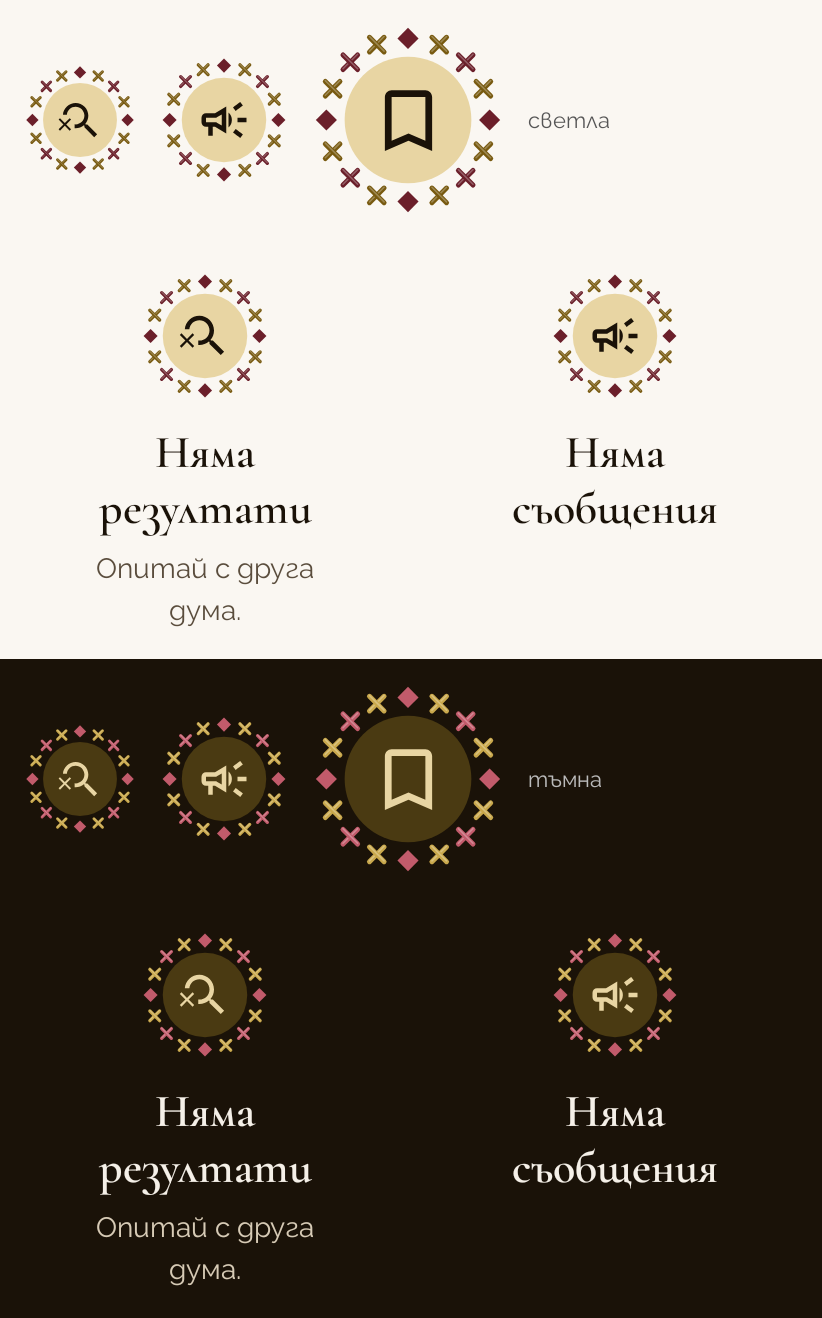 светла
Няма
резултати
Опитай с друга
дума.
Няма
съобщения
тъмна
Няма
резултати
Опитай с друга
дума.
Няма
съобщения